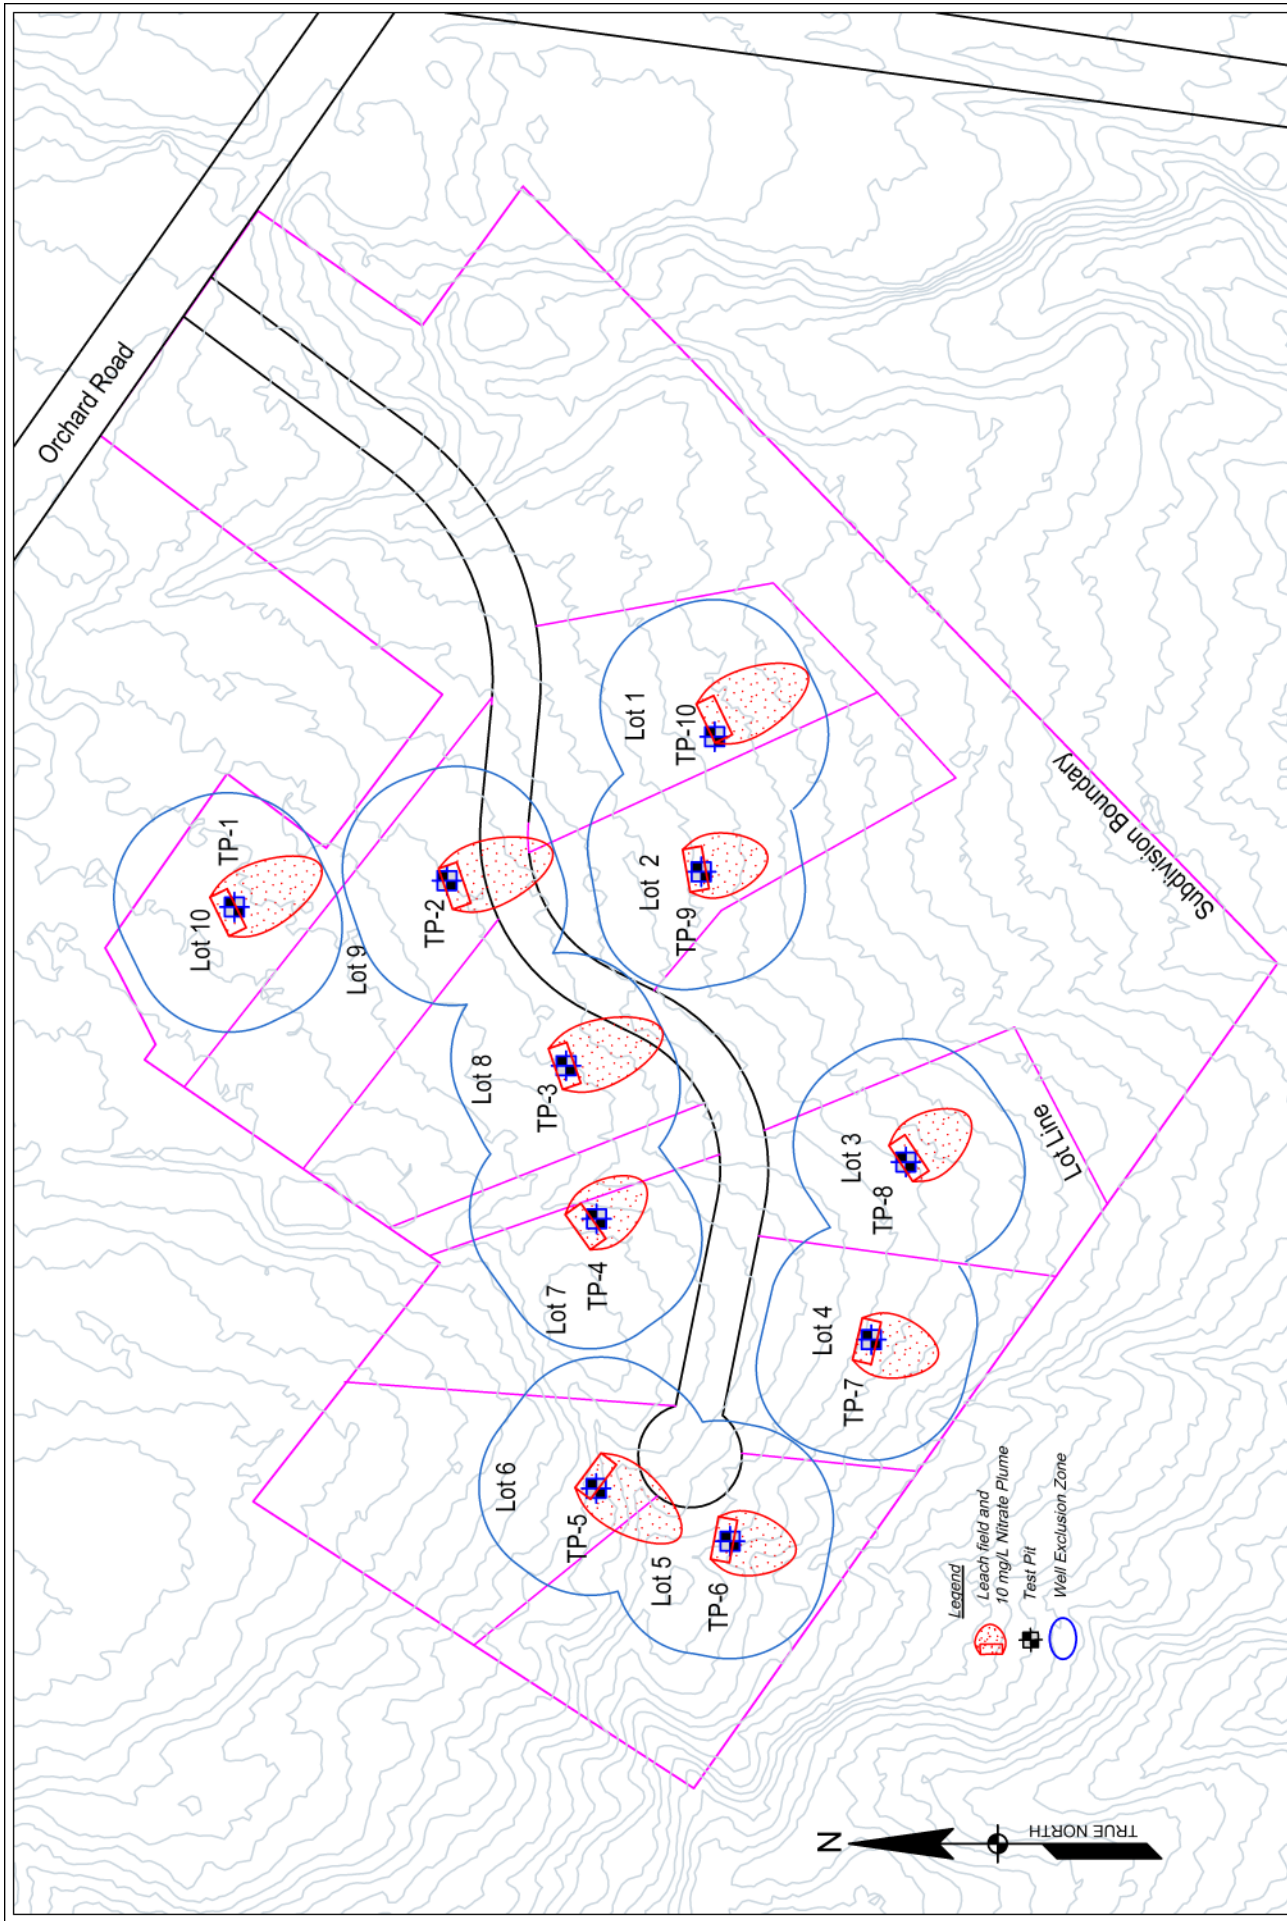 Orchard Road
Lot 10
TP-1
Lot 9
TP-2
Lot 8
TP-3
Lot 7
TP-4
Lot 6
TP-5
Lot 5
TP-6
Lot 1
TP-10
Lot 2
TP-9
Lot 3
TP-8
Lot 4
TP-7
Lot Line
Subdivision Boundary
Legend
Leach field and
10 mg/L Nitrate Plume
Test Pit
Well Exclusion Zone
N
TRUE NORTH